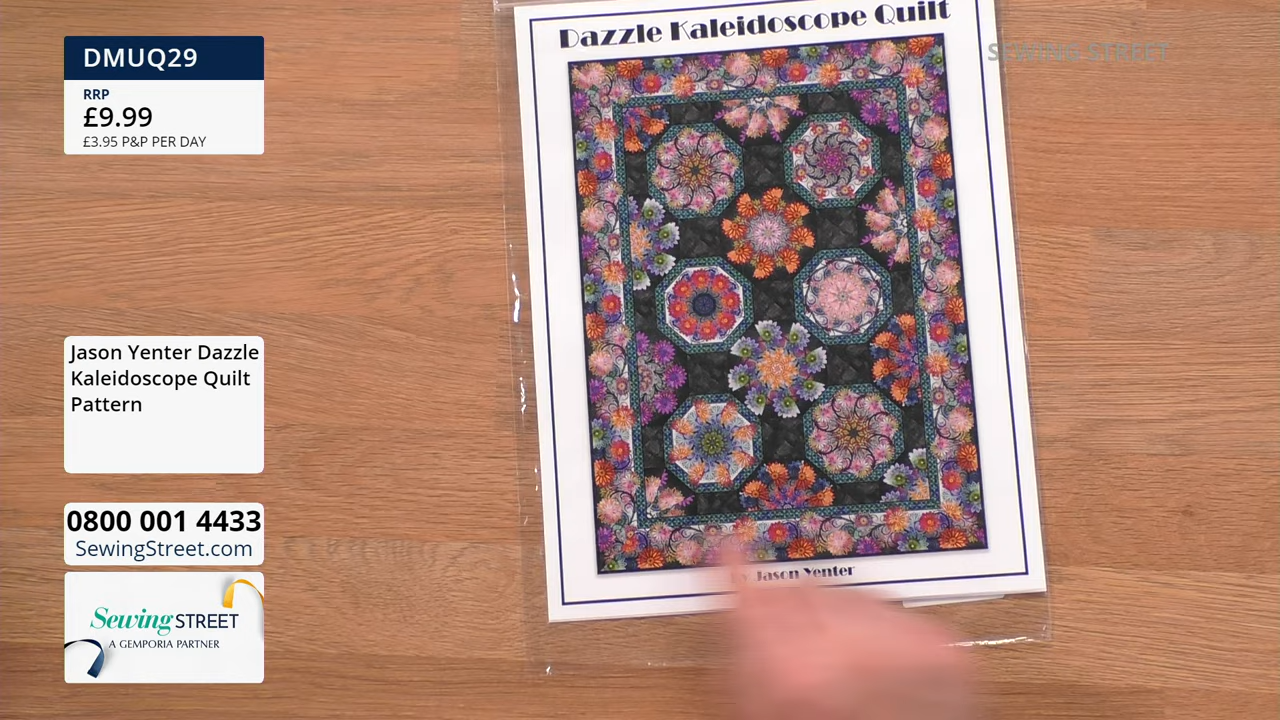 DMUQ29
RRP
£9.99
£3.95 P&P PER DAY
Jason Yenter Dazzle
Kaleidoscope Quilt
Pattern
0800 001 4433
SewingStreet.com
Sewing STREET
A GEMPORIA PARTNER
Dazzle Kaleidoscope Quilt
Jason Yenter
SEWING STREET